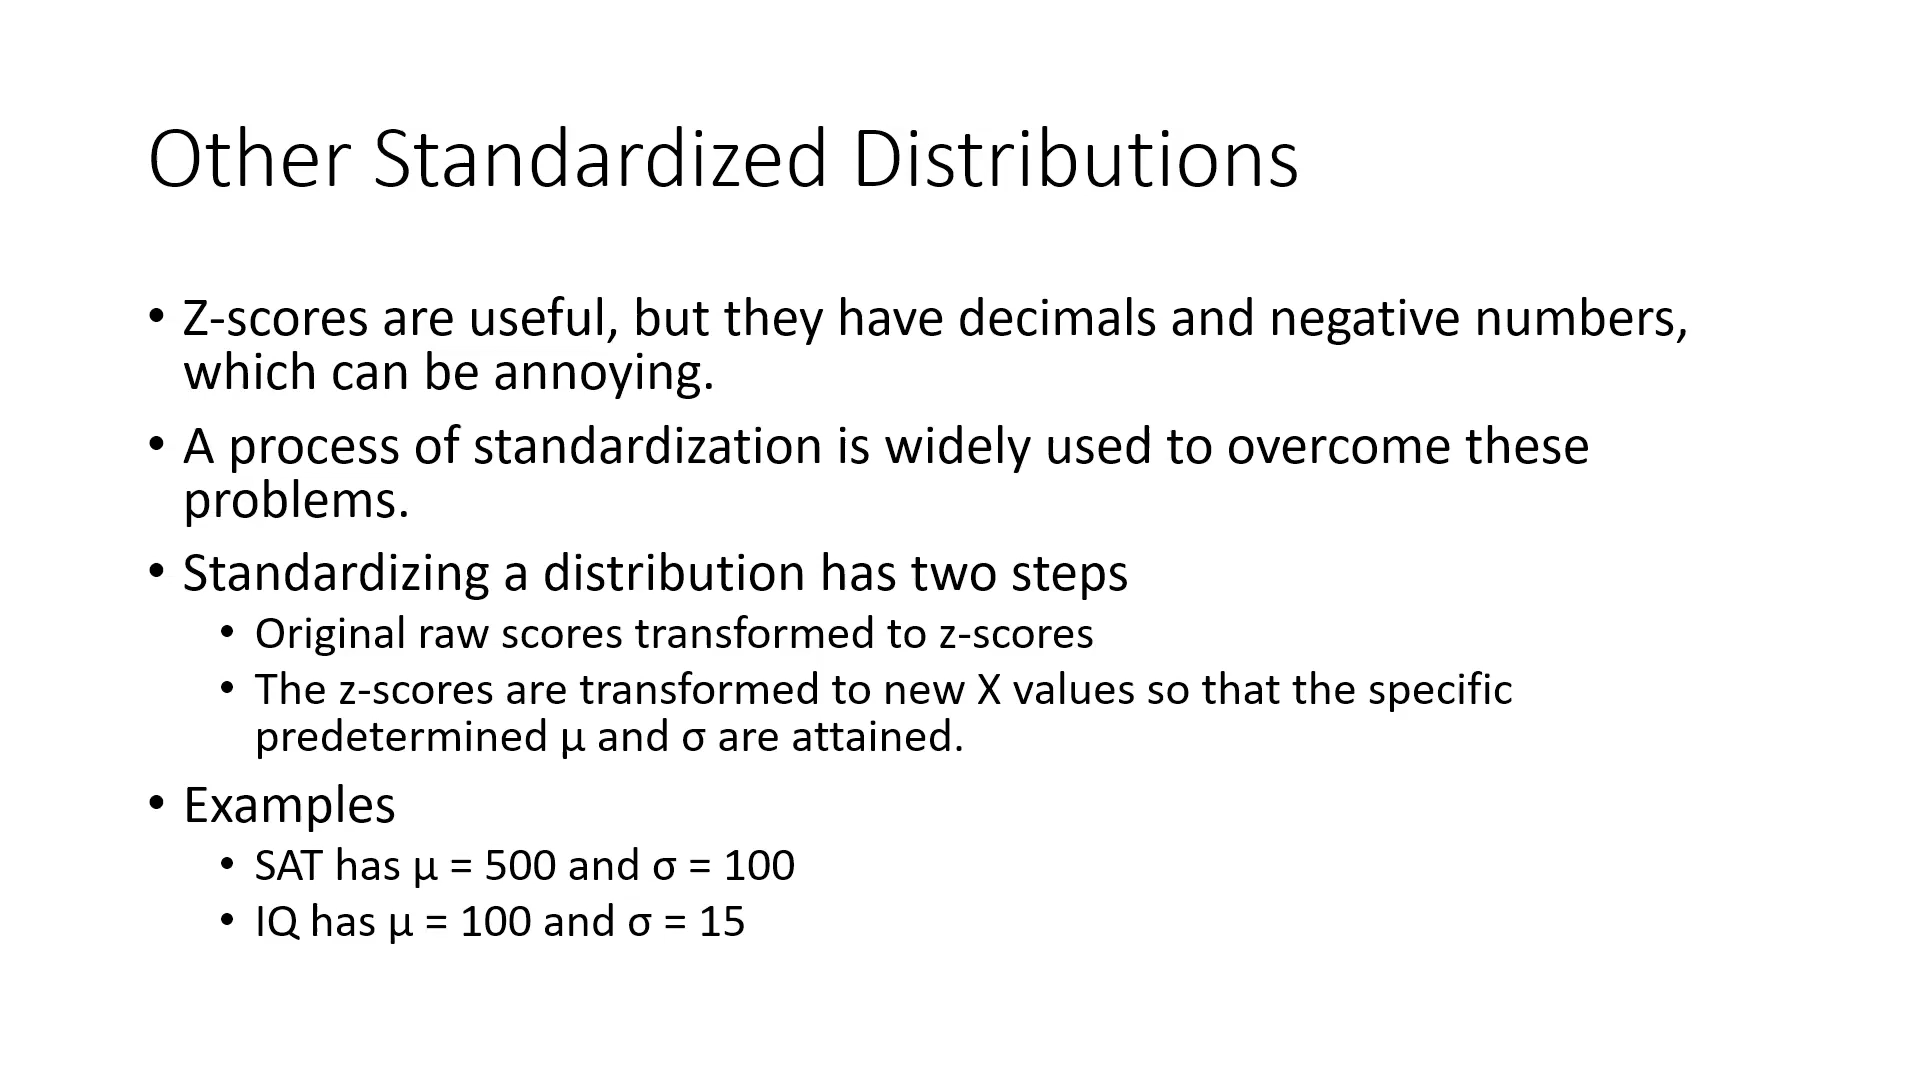 Other Standardized Distributions
• Z-scores are useful, but they have decimals and negative numbers,
which can be annoying.
• A process of standardization is widely used to overcome these
problems.
• Standardizing a distribution has two steps
• Original raw scores transformed to z-scores
• The z-scores are transformed to new X values so that the specific
predetermined μ and σ are attained.
• Examples
• SAT has μ = 500 and σ = 100
• IQ has μ = 100 and σ = 15